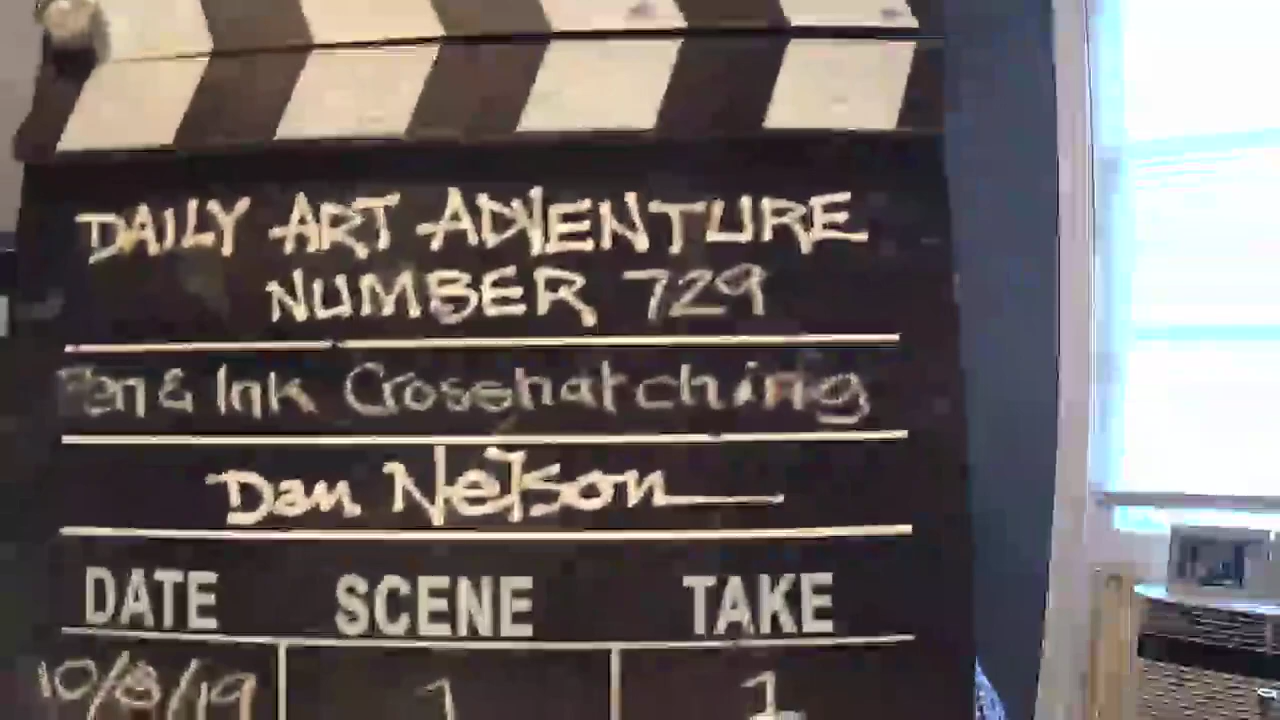 DAILY ART ADVENTURE
NUMBER 729
Pen & Ink Crosshatching
Dan Nelson
DATE SCENE TAKE
10/8/19 1 1